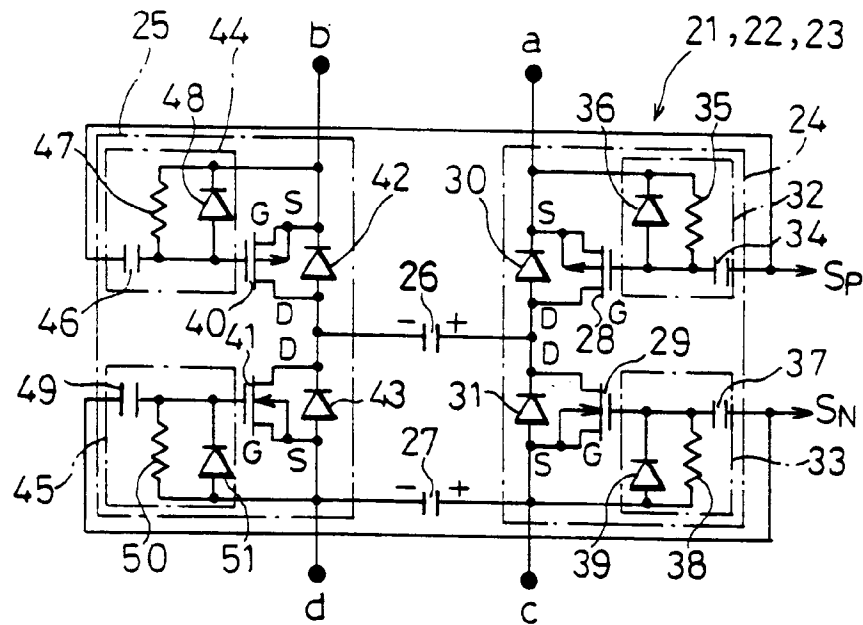 25 44 b a 21,22,23
48 36 35 24
47 42 30 32
G S S 34
SP
46 40 D 26 D 28 G
- +
41 D D 29
49 37
43 31 SN
G S 27 S G
45 - + 33
50 51 39 38
d c